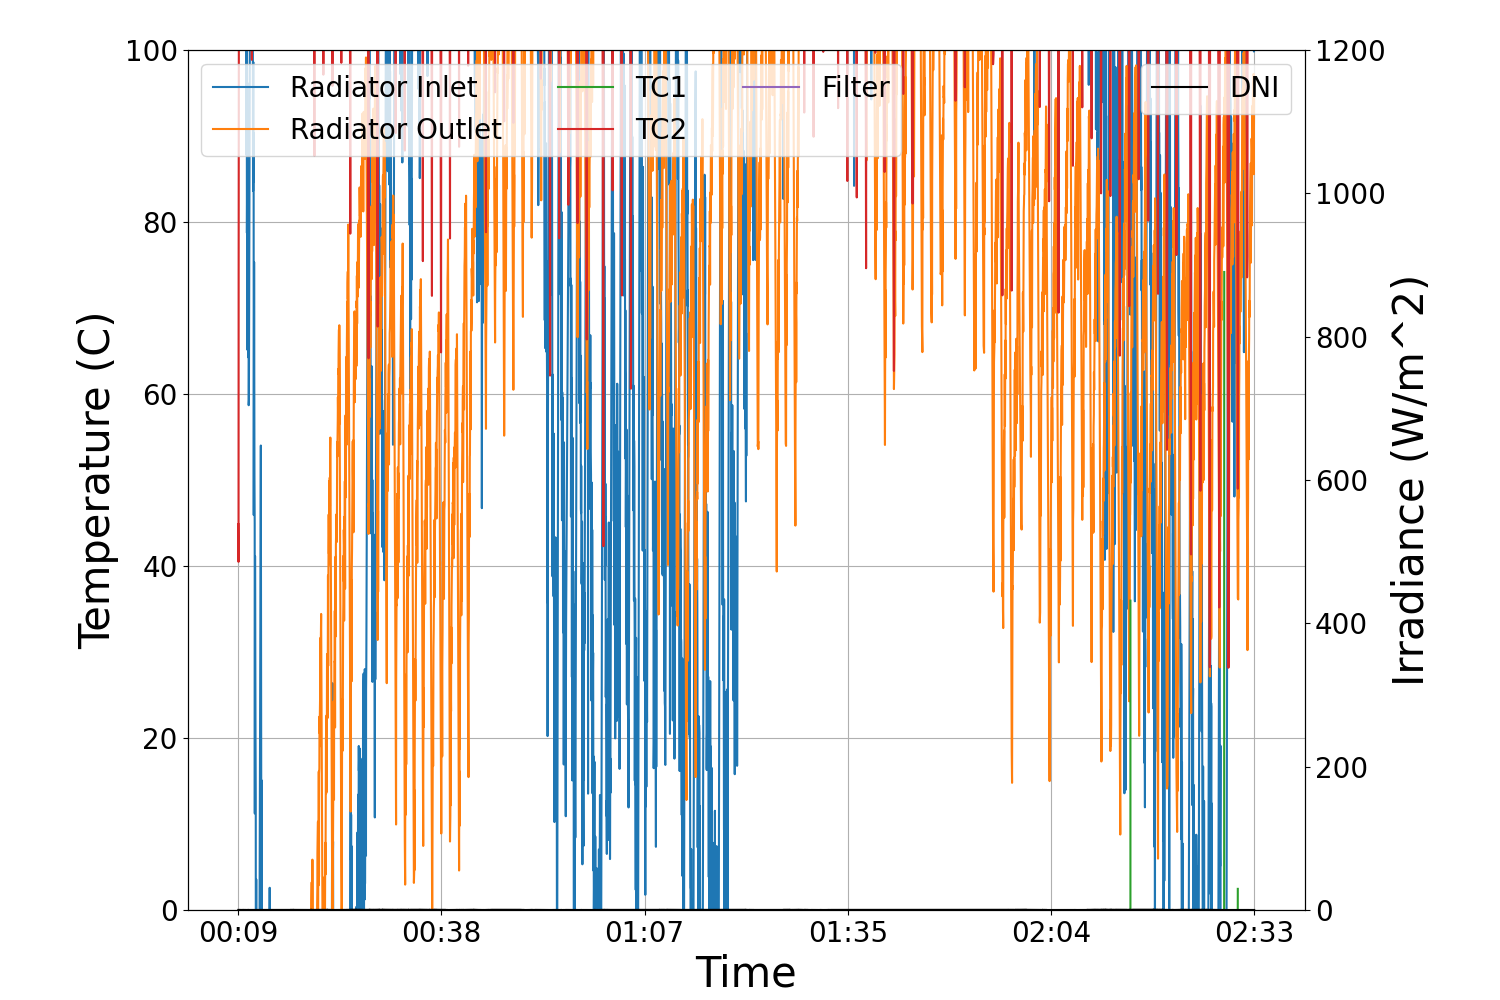 Radiator Inlet
Radiator Outlet
TC1
TC2
Filter
DNI
Temperature (C)
100
80
60
40
20
0
Irradiance (W/m^2)
1200
1000
800
600
400
200
0
00:09 00:38 01:07 01:35 02:04 02:33
Time